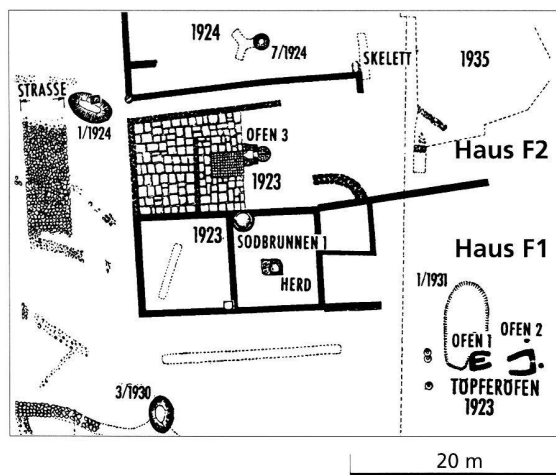 1924
7/1924
SKELETT
1935
STRASSE
1/1924
OFEN 3
Haus F2
1923
1923
SODBRUNNEN 1
Haus F1
HERD
1/1931
OFEN 1
OFEN 2
TÖPFERÖFEN
1923
3/1930
20 m